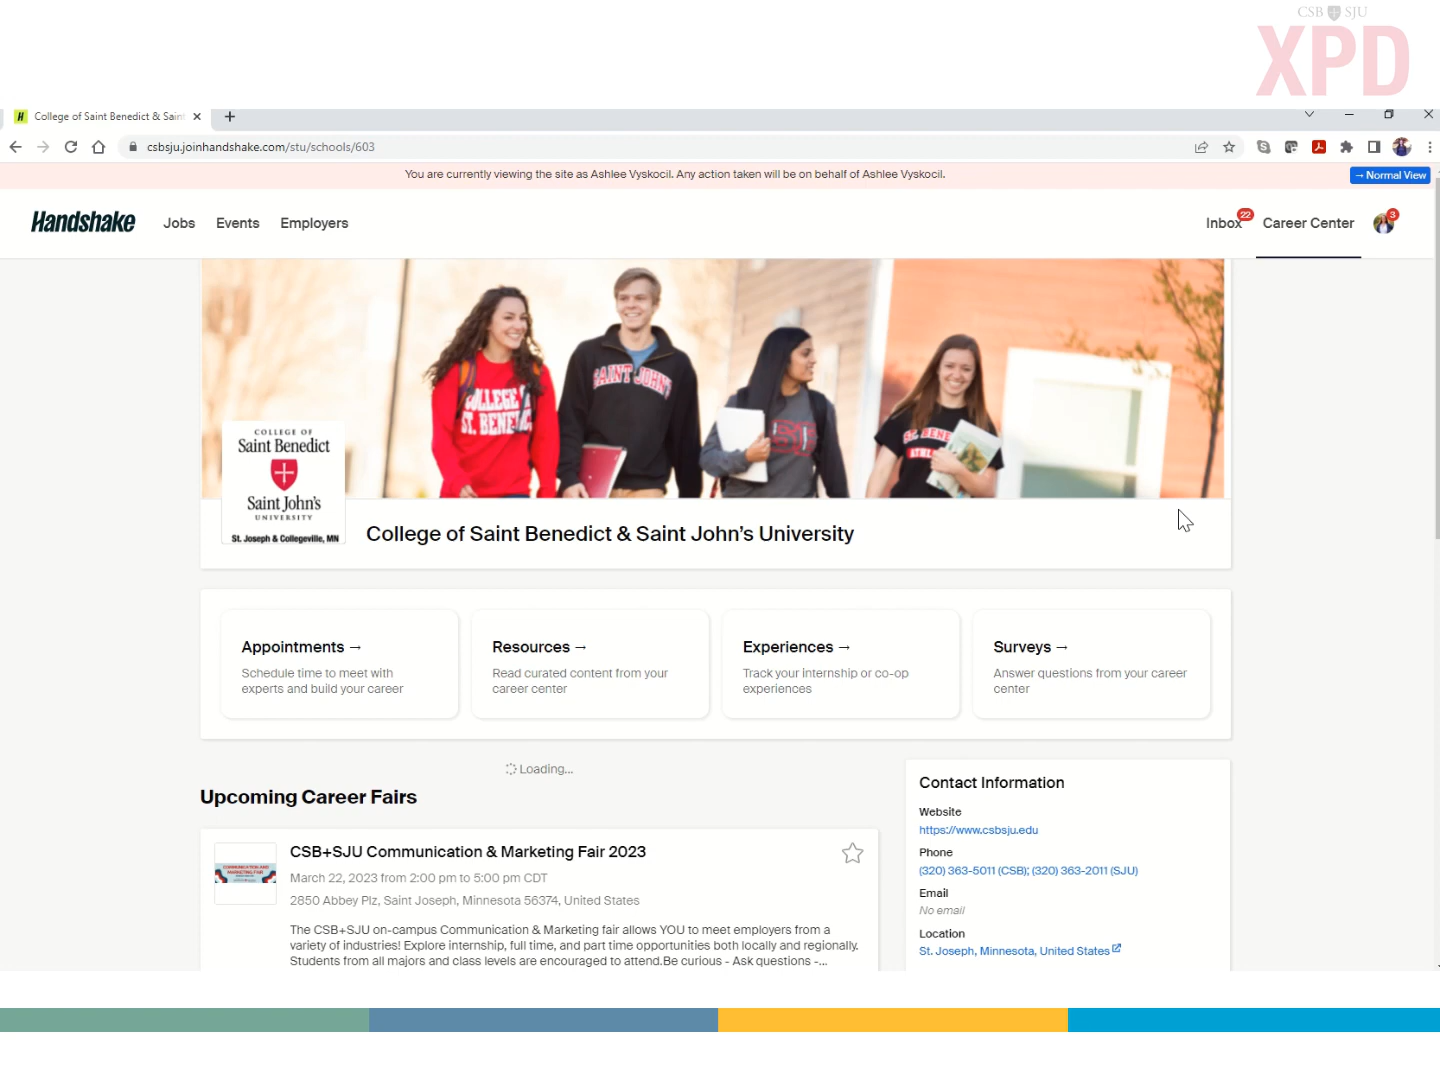 CSB SJU
XPD
College of Saint Benedict & Saint
csbsju.joinhandshake.com/stu/schools/603
You are currently viewing the site as Ashlee Vyskocil. Any action taken will be on behalf of Ashlee Vyskocil.
→ Normal View
Handshake
Jobs
Events
Employers
Inbox
22
Career Center
3
COLLEGE OF
ST. BENEDICT
SAINT JOHN'S
COLLEGE OF
Saint Benedict
Saint John's
UNIVERSITY
St. Joseph & Collegeville, MN
College of Saint Benedict & Saint John's University
Appointments →
Schedule time to meet with
experts and build your career
Resources →
Read curated content from your
career center
Experiences →
Track your internship or co-op
experiences
Surveys →
Answer questions from your career
center
Loading...
Upcoming Career Fairs
COMMUNICATION AND
MARKETING FAIR
CSB+SJU Communication & Marketing Fair 2023
March 22, 2023 from 2:00 pm to 5:00 pm CDT
2850 Abbey Plz, Saint Joseph, Minnesota 56374, United States
The CSB+SJU on-campus Communication & Marketing fair allows YOU to meet employers from a
variety of industries! Explore internship, full time, and part time opportunities both locally and regionally.
Students from all majors and class levels are encouraged to attend.Be curious - Ask questions -...
Contact Information
Website
https://www.csbsju.edu
Phone
(320) 363-5011 (CSB); (320) 363-2011 (SJU)
Email
No email
Location
St. Joseph, Minnesota, United States